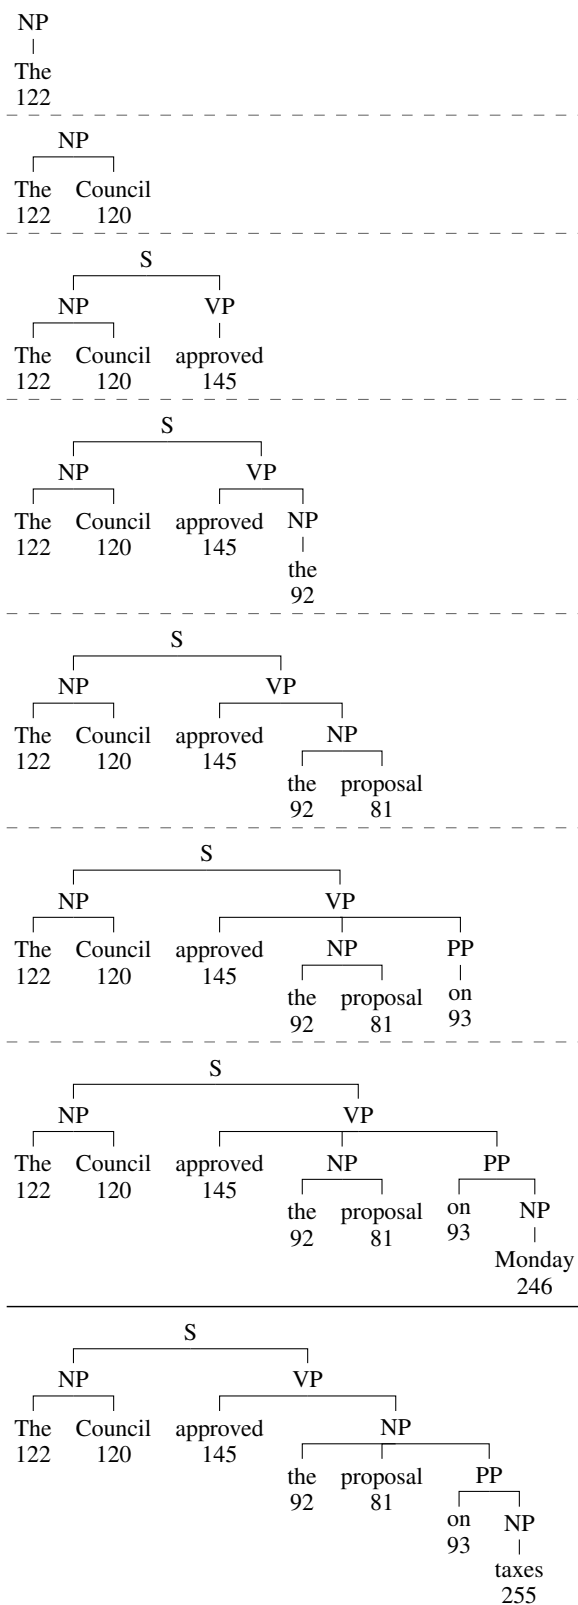 NP
The
122
NP
The Council
122 120
S
NP VP
The Council approved
122 120 145
S
NP VP
The Council approved NP
122 120 145
the
92
S
NP VP
The Council approved NP
122 120 145
the proposal
92 81
S
NP VP
The Council approved NP PP
122 120 145
the proposal on
92 81 93
S
NP VP
The Council approved NP PP
122 120 145
the proposal on NP
92 81 93
Monday
246
S
NP VP
The Council approved NP
122 120 145
the proposal PP
92 81
on NP
93
taxes
255